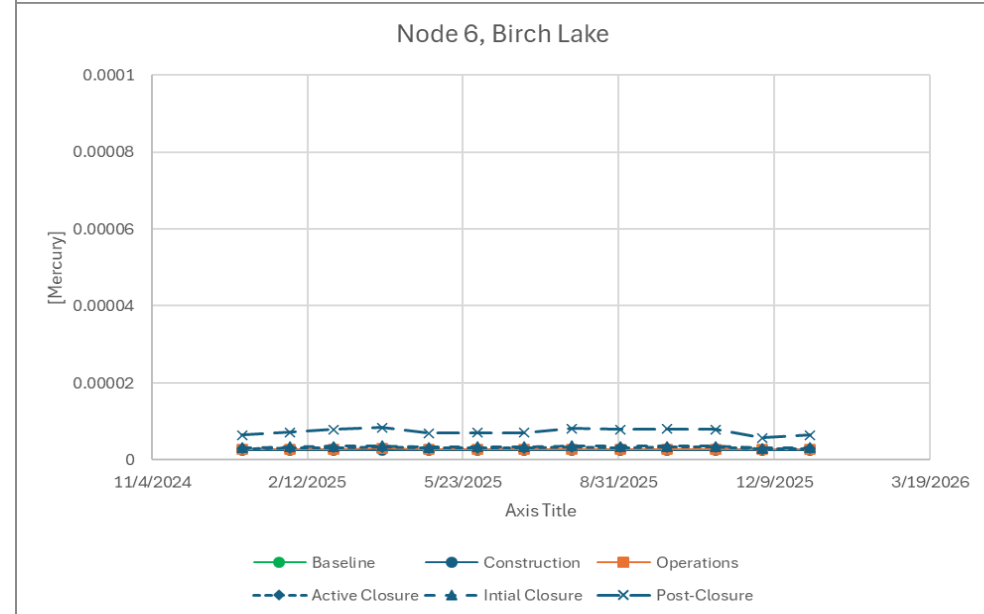 Node 6, Birch Lake
0.0001
0.00008
0.00006
0.00004
0.00002
0
[Mercury]
11/4/2024 2/12/2025 5/23/2025 8/31/2025 12/9/2025 3/19/2026
Axis Title
Baseline Construction Operations
Active Closure Intial Closure Post-Closure